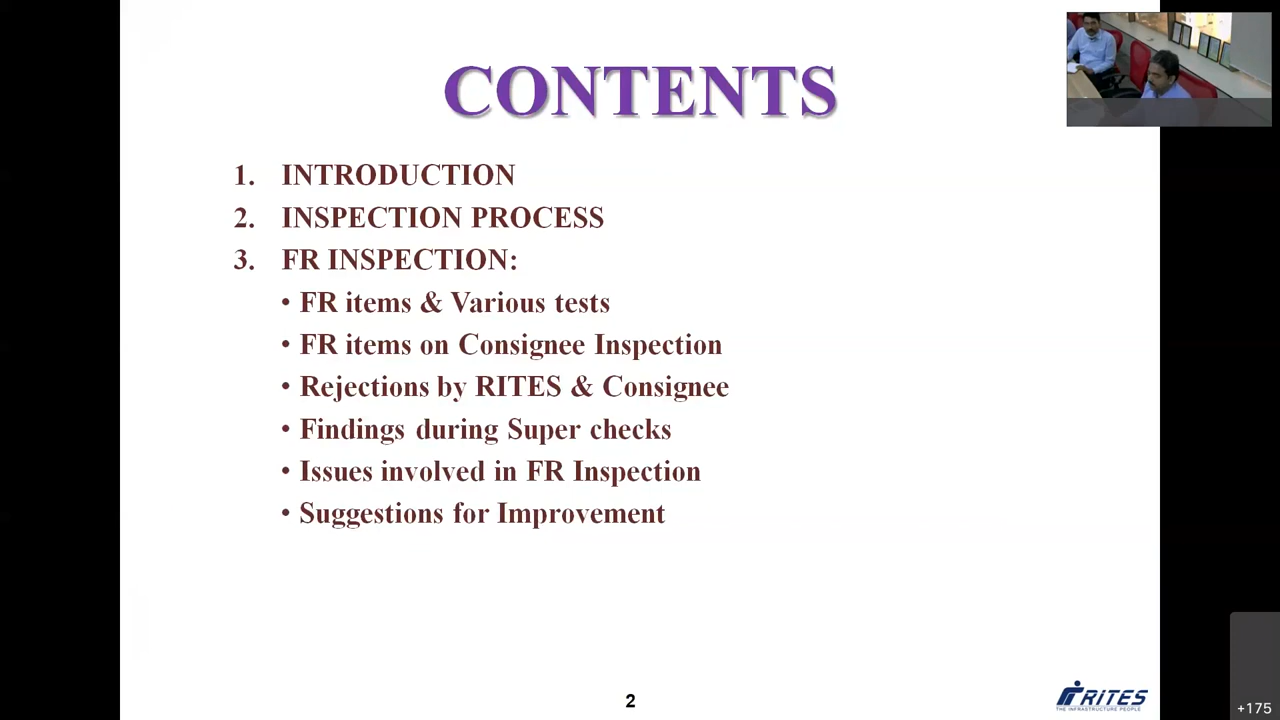 CONTENTS
1. INTRODUCTION
2. INSPECTION PROCESS
3. FR INSPECTION:
• FR items & Various tests
• FR items on Consignee Inspection
• Rejections by RITES & Consignee
• Findings during Super checks
• Issues involved in FR Inspection
• Suggestions for Improvement
2
RITES
THE INFRASTRUCTURE PEOPLE
+175